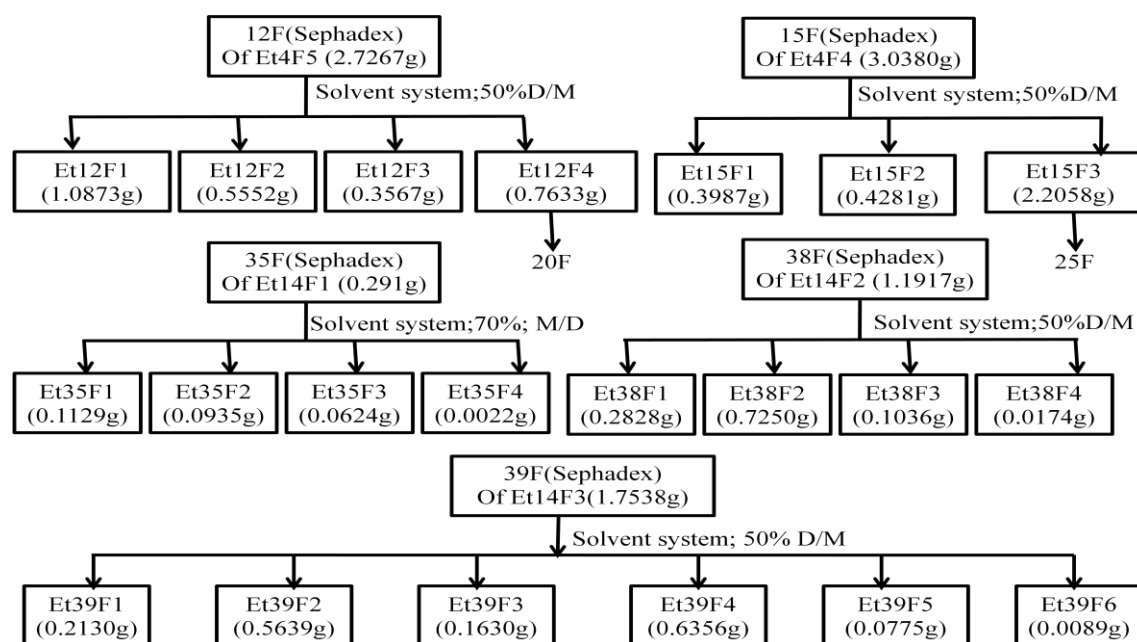 12F(Sephadex)
Of Et4F5 (2.7267g)
Solvent system;50%D/M
Et12F1
(1.0873g)
Et12F2
(0.5552g)
Et12F3
(0.3567g)
Et12F4
(0.7633g)
20F
15F(Sephadex)
Of Et4F4 (3.0380g)
Solvent system;50%D/M
Et15F1
(0.3987g)
Et15F2
(0.4281g)
Et15F3
(2.2058g)
25F
35F(Sephadex)
Of Et14F1 (0.291g)
Solvent system;70%; M/D
Et35F1
(0.1129g)
Et35F2
(0.0935g)
Et35F3
(0.0624g)
Et35F4
(0.0022g)
38F(Sephadex)
Of Et14F2 (1.1917g)
Solvent system;50%D/M
Et38F1
(0.2828g)
Et38F2
(0.7250g)
Et38F3
(0.1036g)
Et38F4
(0.0174g)
39F(Sephadex)
Of Et14F3(1.7538g)
Solvent system; 50% D/M
Et39F1
(0.2130g)
Et39F2
(0.5639g)
Et39F3
(0.1630g)
Et39F4
(0.6356g)
Et39F5
(0.0775g)
Et39F6
(0.0089g)